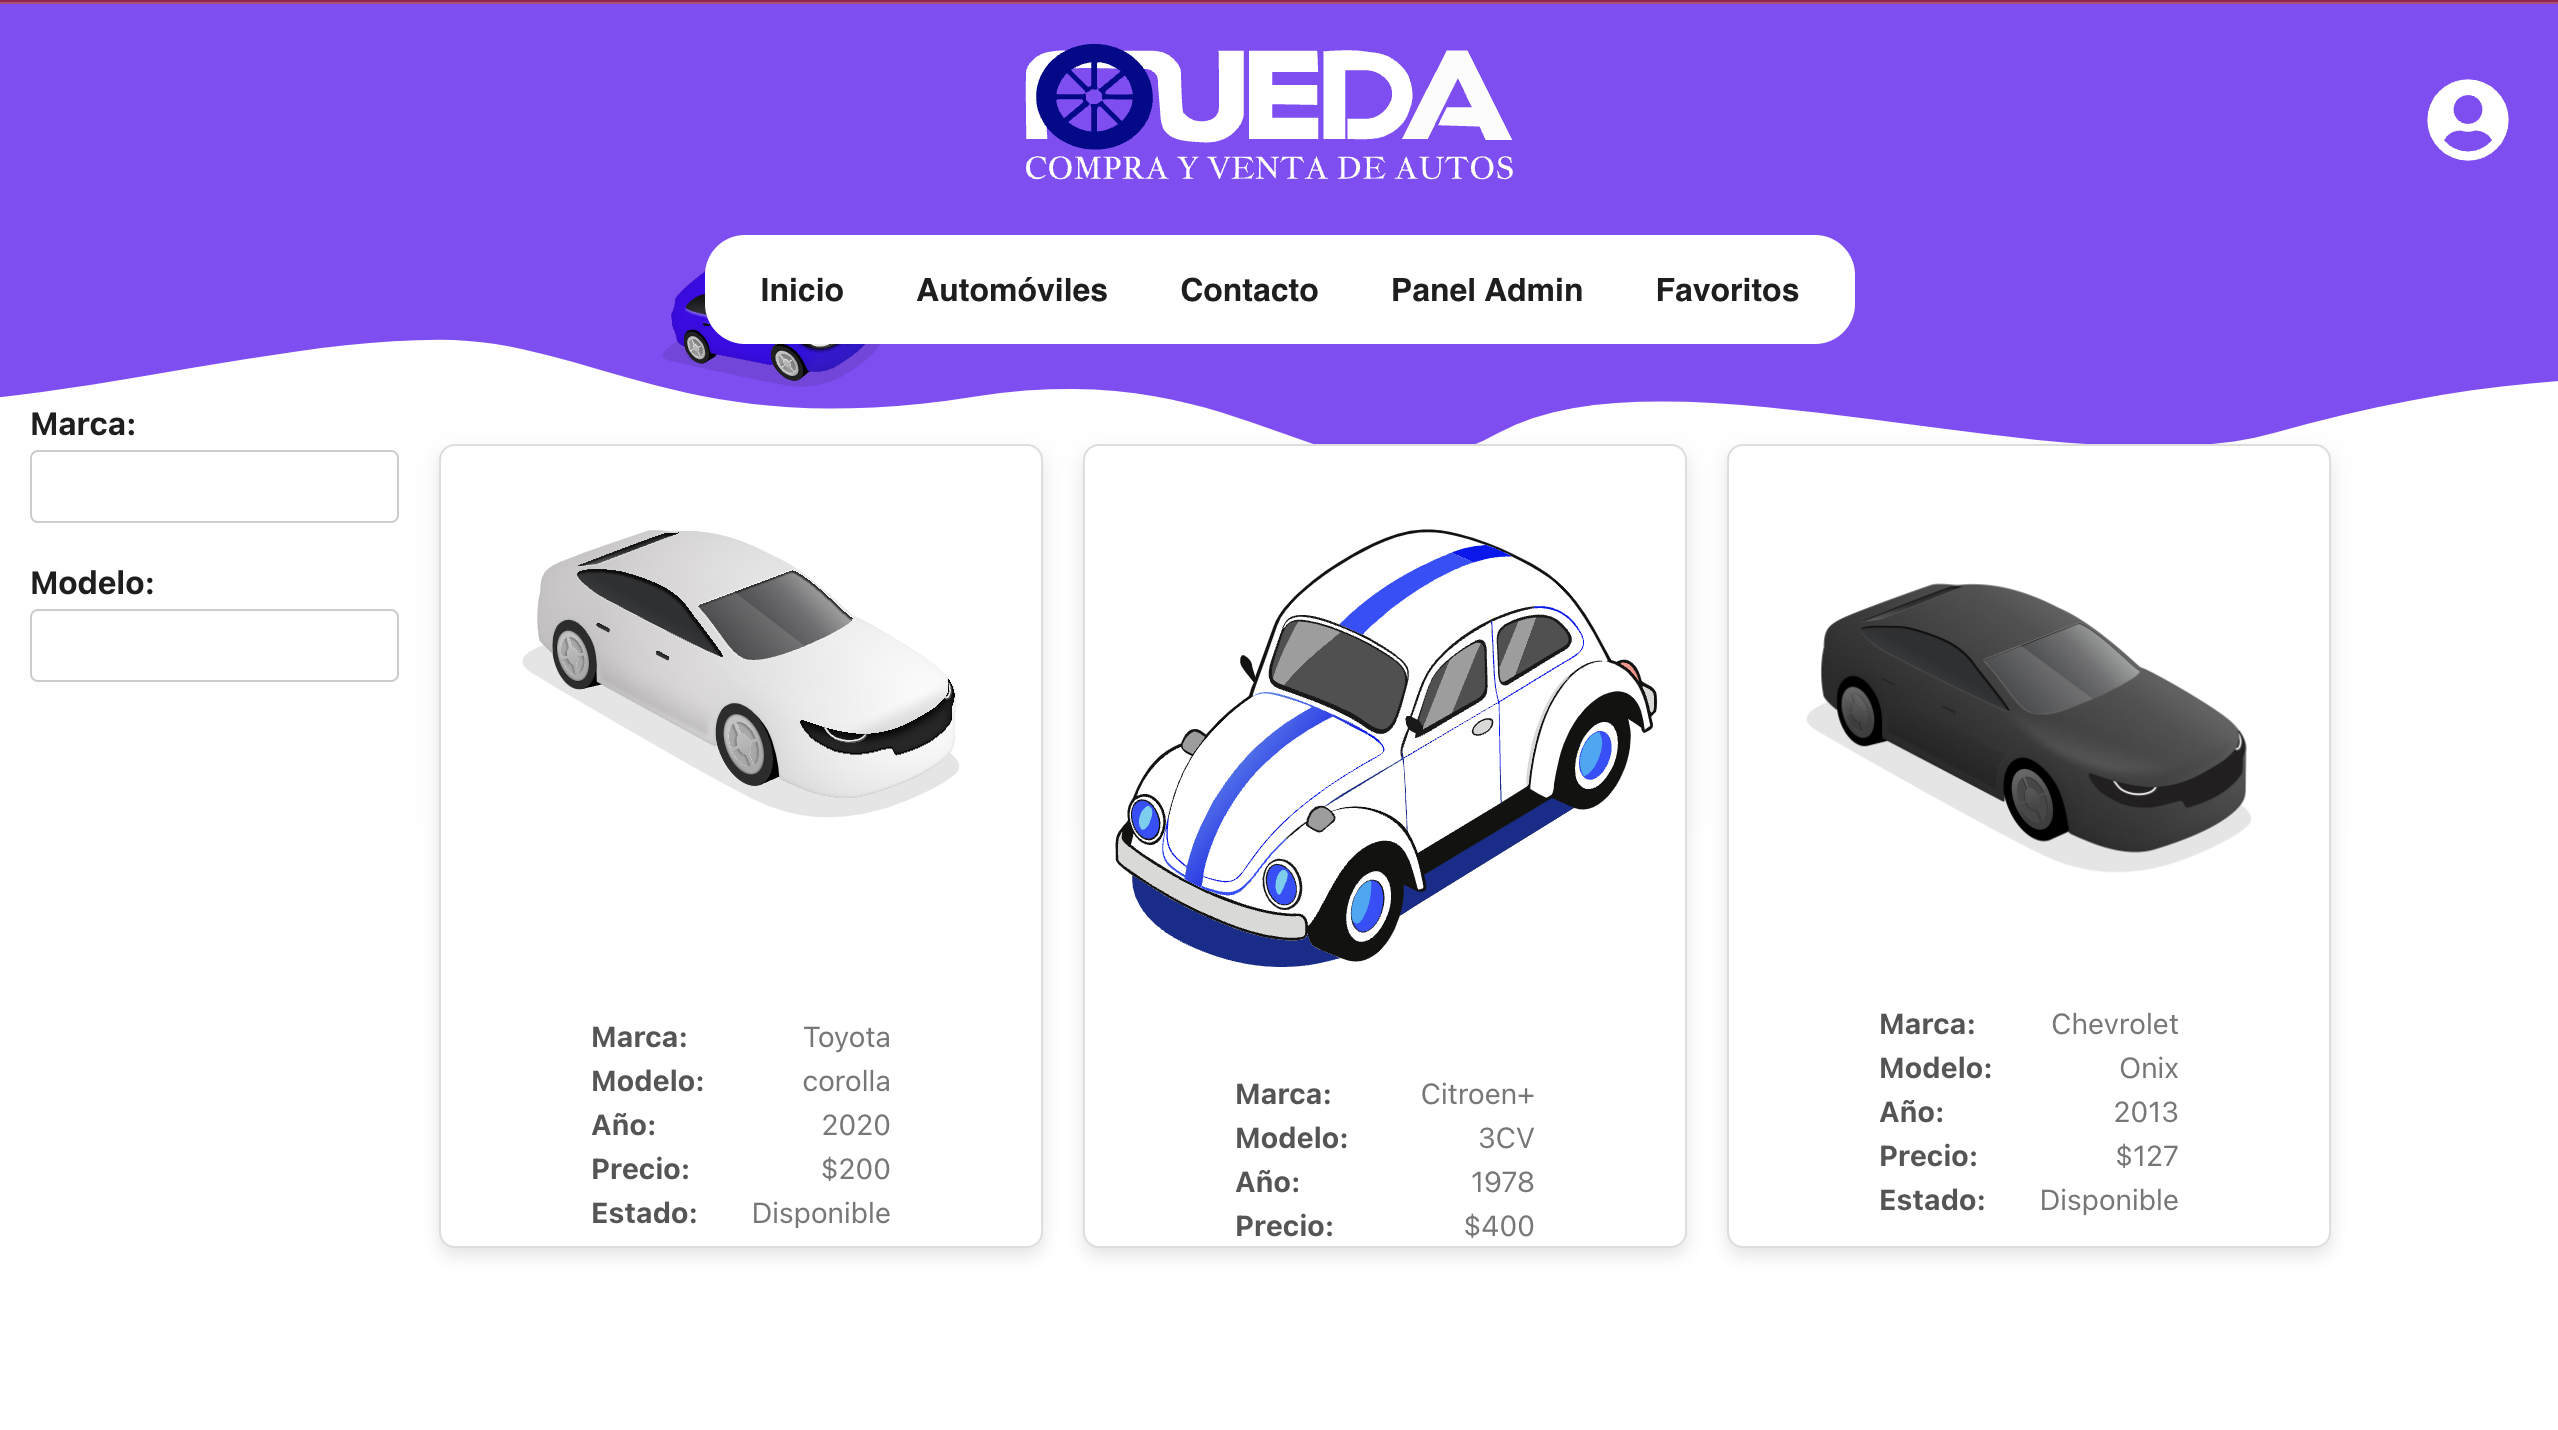 RUEDA
COMPRA Y VENTA DE AUTOS
Inicio Automóviles Contacto Panel Admin Favoritos
Marca:
Modelo:
Marca: Toyota
Modelo: corolla
Año: 2020
Precio: $200
Estado: Disponible
Marca: Citroen+
Modelo: 3CV
Año: 1978
Precio: $400
Marca: Chevrolet
Modelo: Onix
Año: 2013
Precio: $127
Estado: Disponible